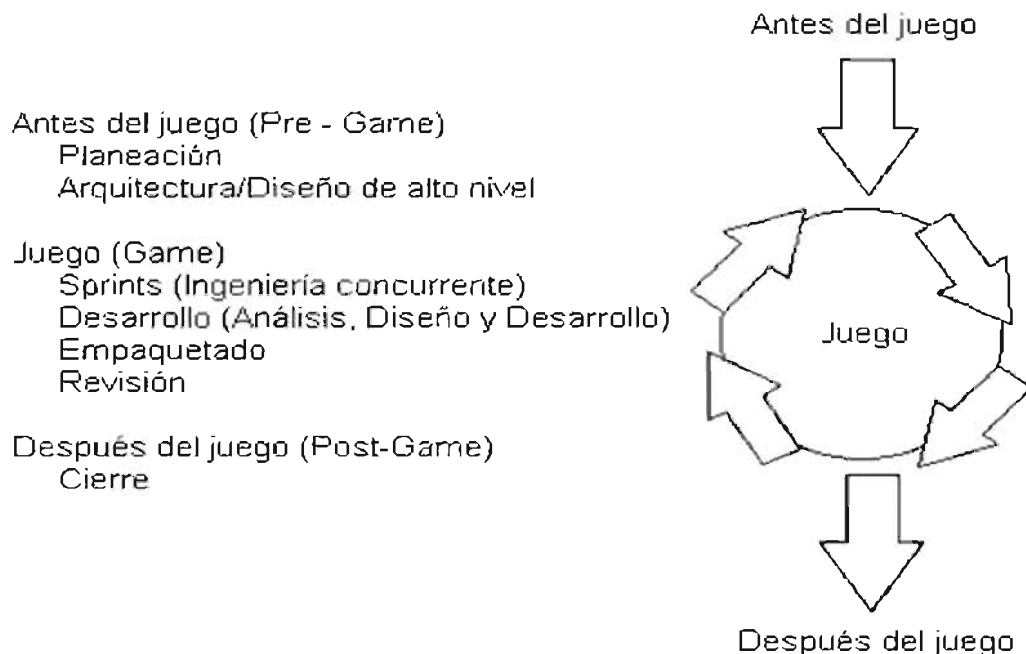 Antes del juego
Antes del juego (Pre - Game)
Planeación
Arquitectura/Diseño de alto nivel
Juego (Game)
Sprints (Ingeniería concurrente)
Desarrollo (Análisis, Diseño y Desarrollo)
Empaquetado
Revisión
Después del juego (Post-Game)
Cierre
Juego
Después del juego